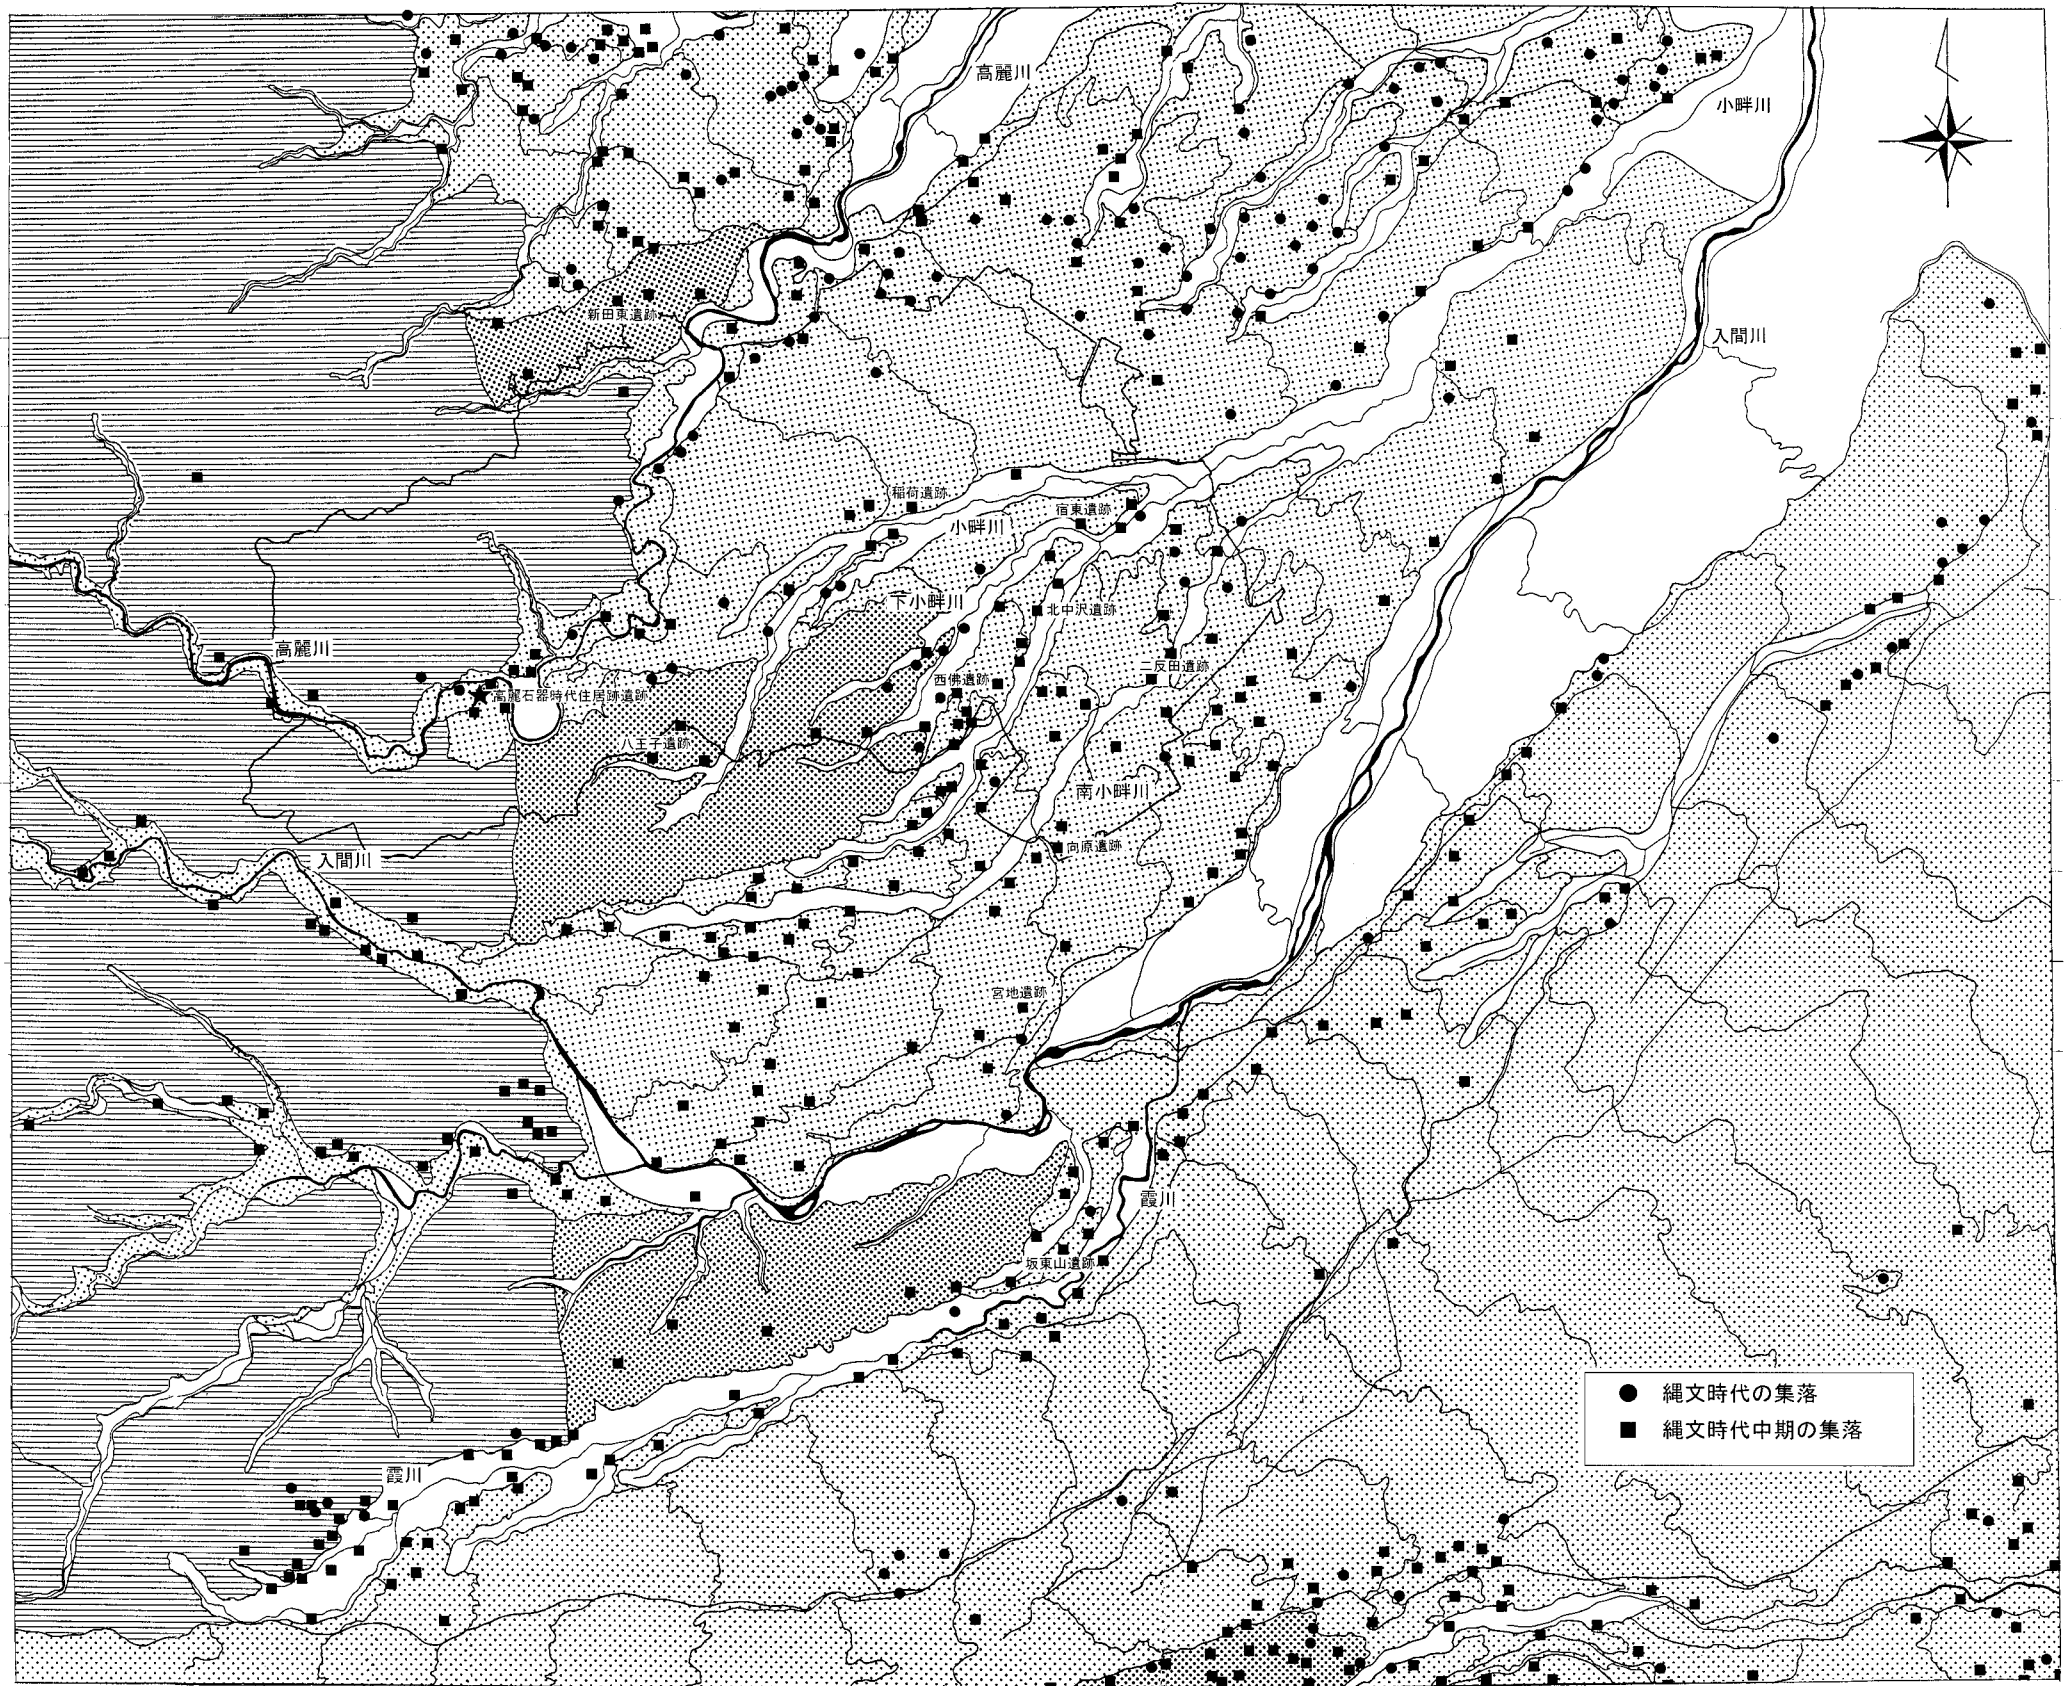 高麗川
小畔川
新田東遺跡
入間川
稲荷遺跡
宿東遺跡
小畔川
下小畔川
北中沢遺跡
高麗川
二反田遺跡
西佛遺跡
高麗石器時代住居跡遺跡
八王子遺跡
南小畔川
向原遺跡
入間川
宮地遺跡
霞川
坂東山遺跡
● 縄文時代の集落
■ 縄文時代中期の集落
霞川